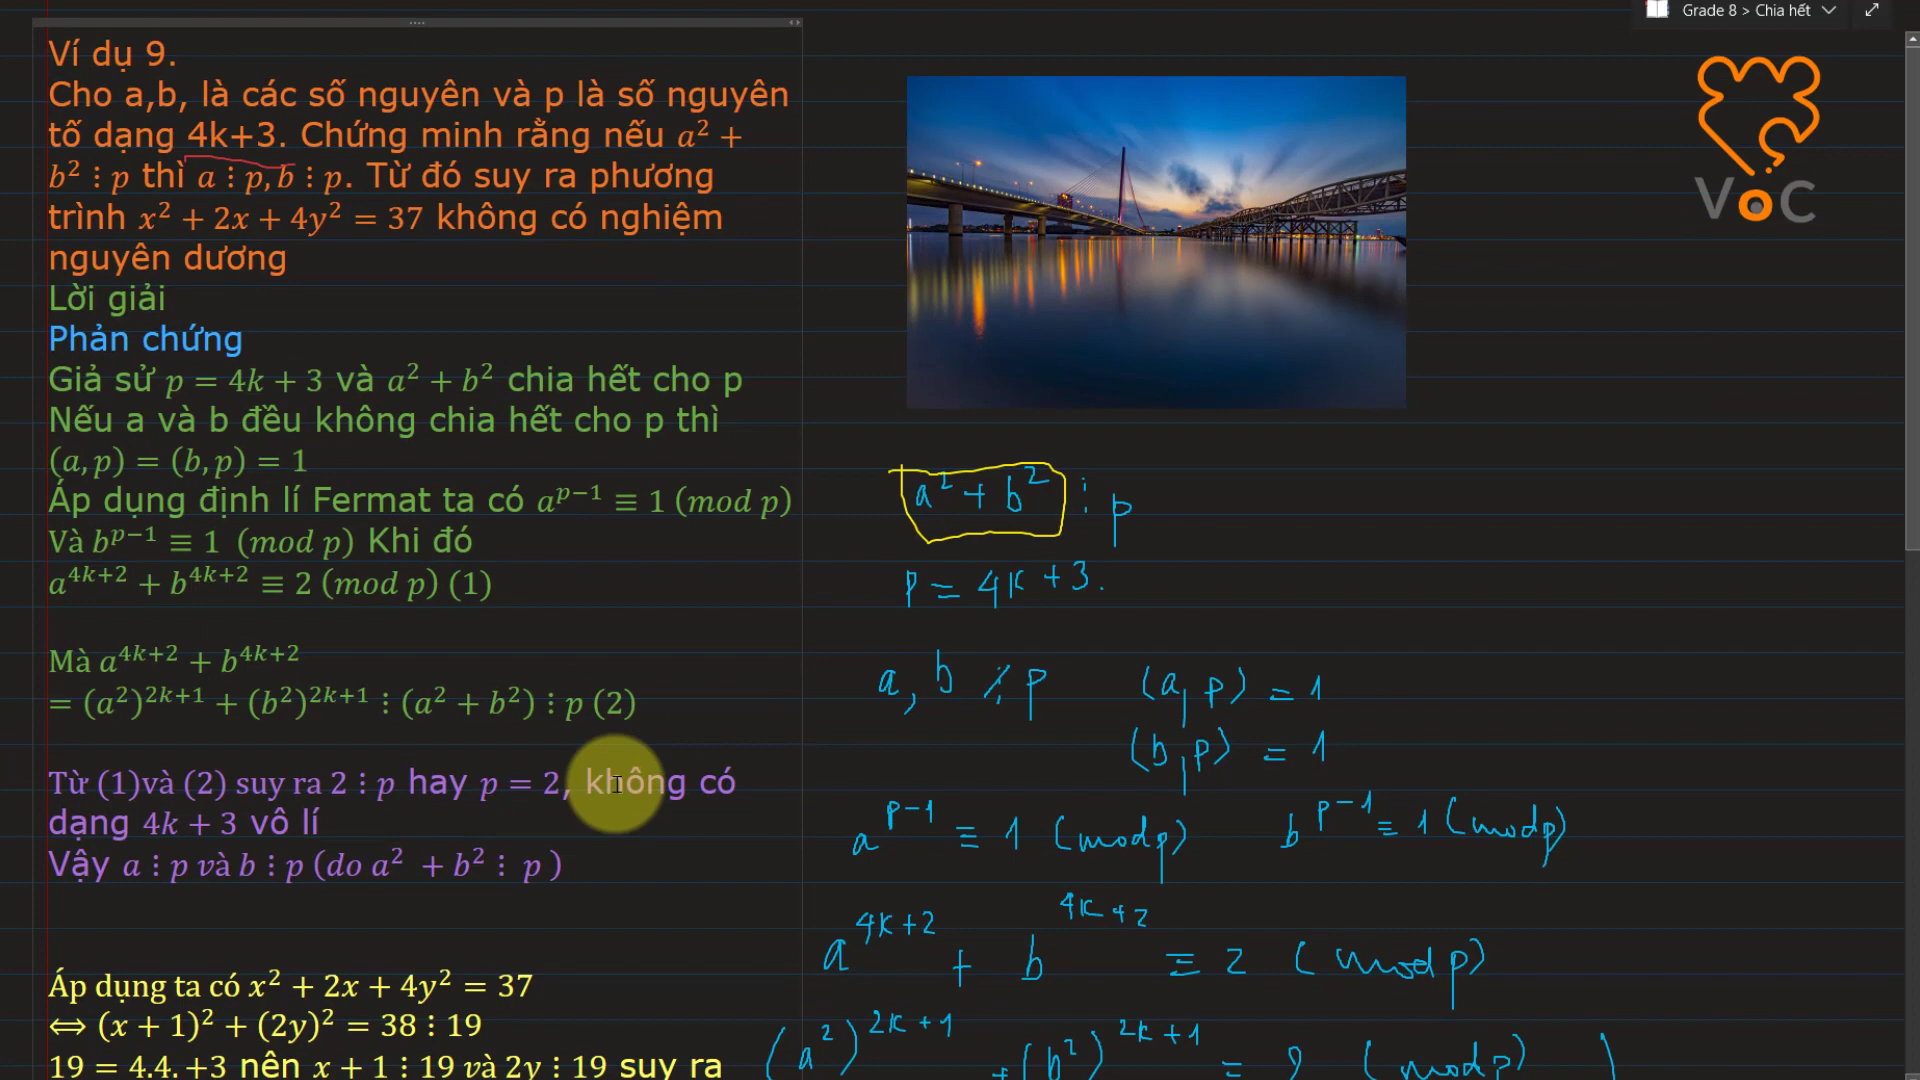 Grade 8 > Chia hết
Ví dụ 9.
Cho a,b, là các số nguyên và p là số nguyên
tố dạng 4k+3. Chứng minh rằng nếu a² +
b² ⋮ p thì a ⋮ p, b ⋮ p. Từ đó suy ra phương
trình x² + 2x + 4y² = 37 không có nghiệm
nguyên dương
Lời giải
Phản chứng
Giả sử p = 4k + 3 và a² + b² chia hết cho p
Nếu a và b đều không chia hết cho p thì
(a, p) = (b, p) = 1
Áp dụng định lí Fermat ta có a^{p−1} ≡ 1 (mod p)
Và b^{p−1} ≡ 1 (mod p) Khi đó
a^{4k+2} + b^{4k+2} ≡ 2 (mod p) (1)
Mà a^{4k+2} + b^{4k+2}
= (a²)^{2k+1} + (b²)^{2k+1} ⋮ (a² + b²) ⋮ p (2)
Từ (1)và (2) suy ra 2 ⋮ p hay p = 2, không có
dạng 4k + 3 vô lí
Vậy a ⋮ p và b ⋮ p (do a² + b² ⋮ p )
Áp dụng ta có x² + 2x + 4y² = 37
⟺ (x + 1)² + (2y)² = 38 ⋮ 19
19 = 4.4. +3 nên x + 1 ⋮ 19 và 2y ⋮ 19 suy ra
VOC
a² + b² ⋮ p
p = 4k + 3.
a, b ⋮̸ p (a, p) = 1
(b, p) = 1
a^{p−1} ≡ 1 (mod p) b^{p−1} ≡ 1 (mod p)
a^{4k+2} + b^{4k+2} ≡ 2 (mod p)
(a²)^{2k+1} + (b²)^{2k+1} ≡ 2 (mod p)